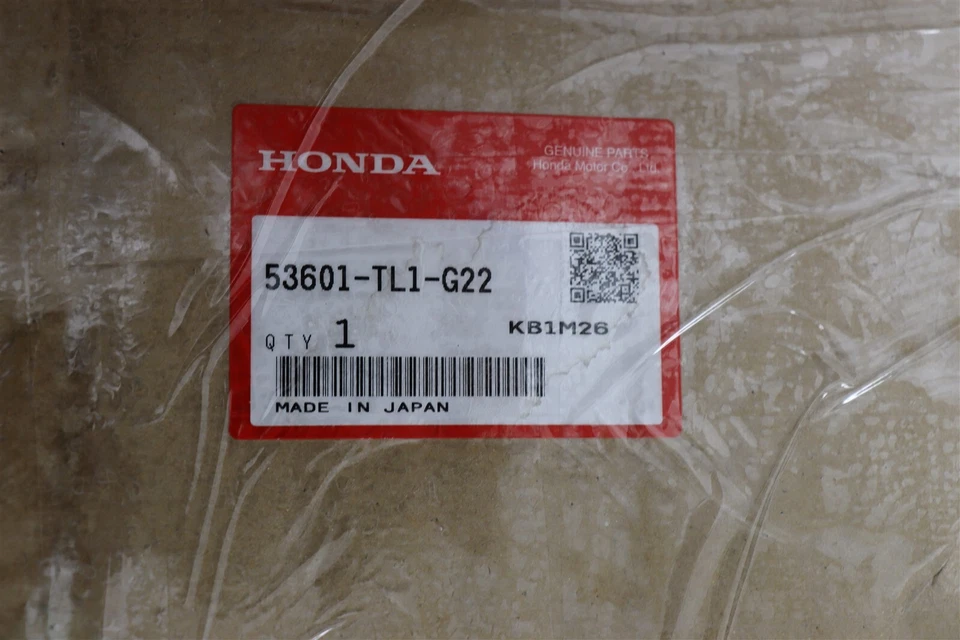 HONDA
GENUINE PARTS
Honda Motor Co., Ltd.
53601-TL1-G22
KB1M26
QTY 1
MADE IN JAPAN